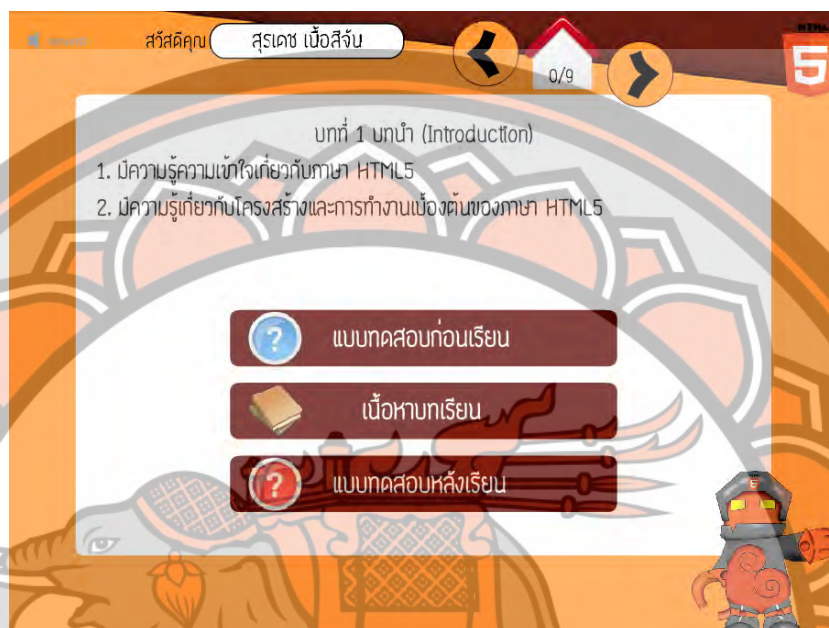 สวัสดีคุณ สุรเดช เนื้อสีจัน
0/9
HTML
5
บทที่ 1 บทนำ (Introduction)
1. มีความรู้ความเข้าใจเกี่ยวกับภาษา HTML5
2. มีความรู้เกี่ยวกับโครงสร้างและการทำงานเบื้องต้นของภาษา HTML5
? แบบทดสอบก่อนเรียน
เนื้อหาบทเรียน
? แบบทดสอบหลังเรียน
5